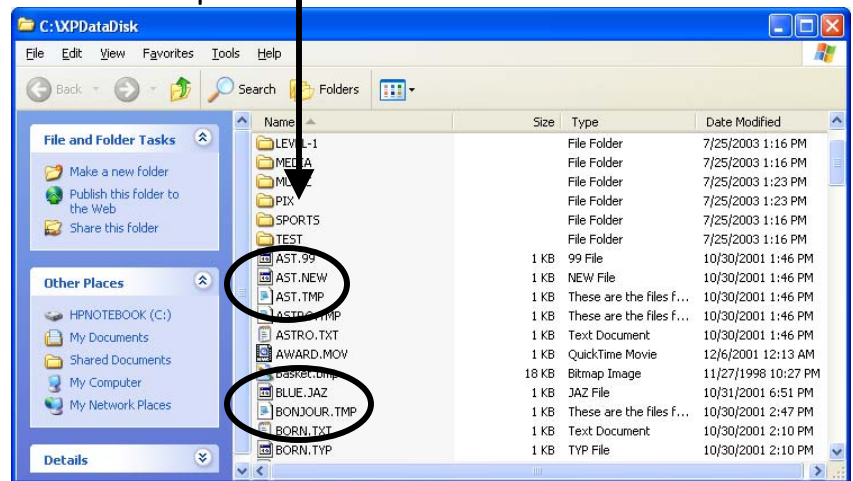 C:\XPDataDisk
File Edit View Favorites Tools Help
Back Search Folders
Name Size Type Date Modified
File and Folder Tasks
Make a new folder
Publish this folder to
the Web
Share this folder
Other Places
HPNOTEBOOK (C:)
My Documents
Shared Documents
My Computer
My Network Places
Details
LEVEL-1 File Folder 7/25/2003 1:16 PM
MEDIA File Folder 7/25/2003 1:16 PM
File Folder 7/25/2003 1:23 PM
PIX File Folder 7/25/2003 1:23 PM
SPORTS File Folder 7/25/2003 1:16 PM
TEST File Folder 7/25/2003 1:16 PM
AST.99 1 KB 99 File 10/30/2001 1:46 PM
AST.NEW 1 KB NEW File 10/30/2001 1:46 PM
AST.TMP 1 KB These are the files f... 10/30/2001 1:46 PM
ASTRO.TMP 1 KB These are the files f... 10/30/2001 1:46 PM
ASTRO.TXT 1 KB Text Document 10/30/2001 1:46 PM
AWARD.MOV 1 KB QuickTime Movie 12/6/2001 12:13 AM
Basket.bmp 18 KB Bitmap Image 11/27/1998 10:27 PM
BLUE.JAZ 1 KB JAZ File 10/31/2001 6:51 PM
BONJOUR.TMP 1 KB These are the files f... 10/30/2001 2:47 PM
BORN.TXT 1 KB Text Document 10/30/2001 2:10 PM
BORN.TYP 1 KB TYP File 10/30/2001 2:10 PM